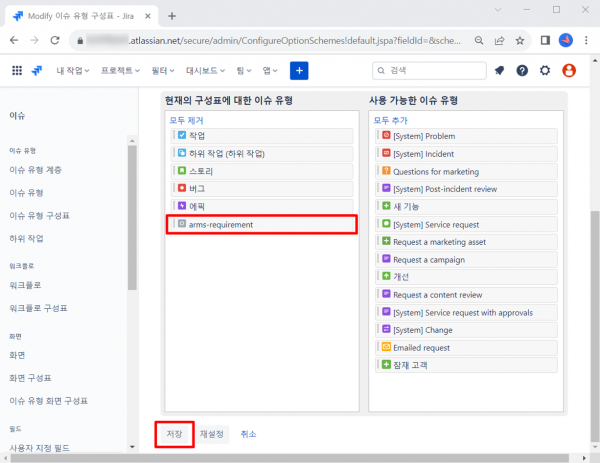 Modify 이슈 유형 구성표 - Jira
.atlassian.net/secure/admin/ConfigureOptionSchemes!default.jspa?fieldId=&sche...
내 작업
프로젝트
필터
대시보드
팀
앱
검색
이슈
이슈 유형
이슈 유형 계층
이슈 유형
이슈 유형 구성표
하위 작업
워크플로
워크플로
워크플로 구성표
화면
화면
화면 구성표
이슈 유형 화면 구성표
필드
사용자 지정 필드
현재의 구성표에 대한 이슈 유형
모두 제거
작업
하위 작업 (하위 작업)
스토리
버그
에픽
arms-requirement
사용 가능한 이슈 유형
모두 추가
[System] Problem
[System] Incident
Questions for marketing
[System] Post-incident review
새 기능
[System] Service request
Request a marketing asset
Request a campaign
개선
Request a content review
[System] Service request with approvals
[System] Change
Emailed request
잠재 고객
저장
재설정
취소